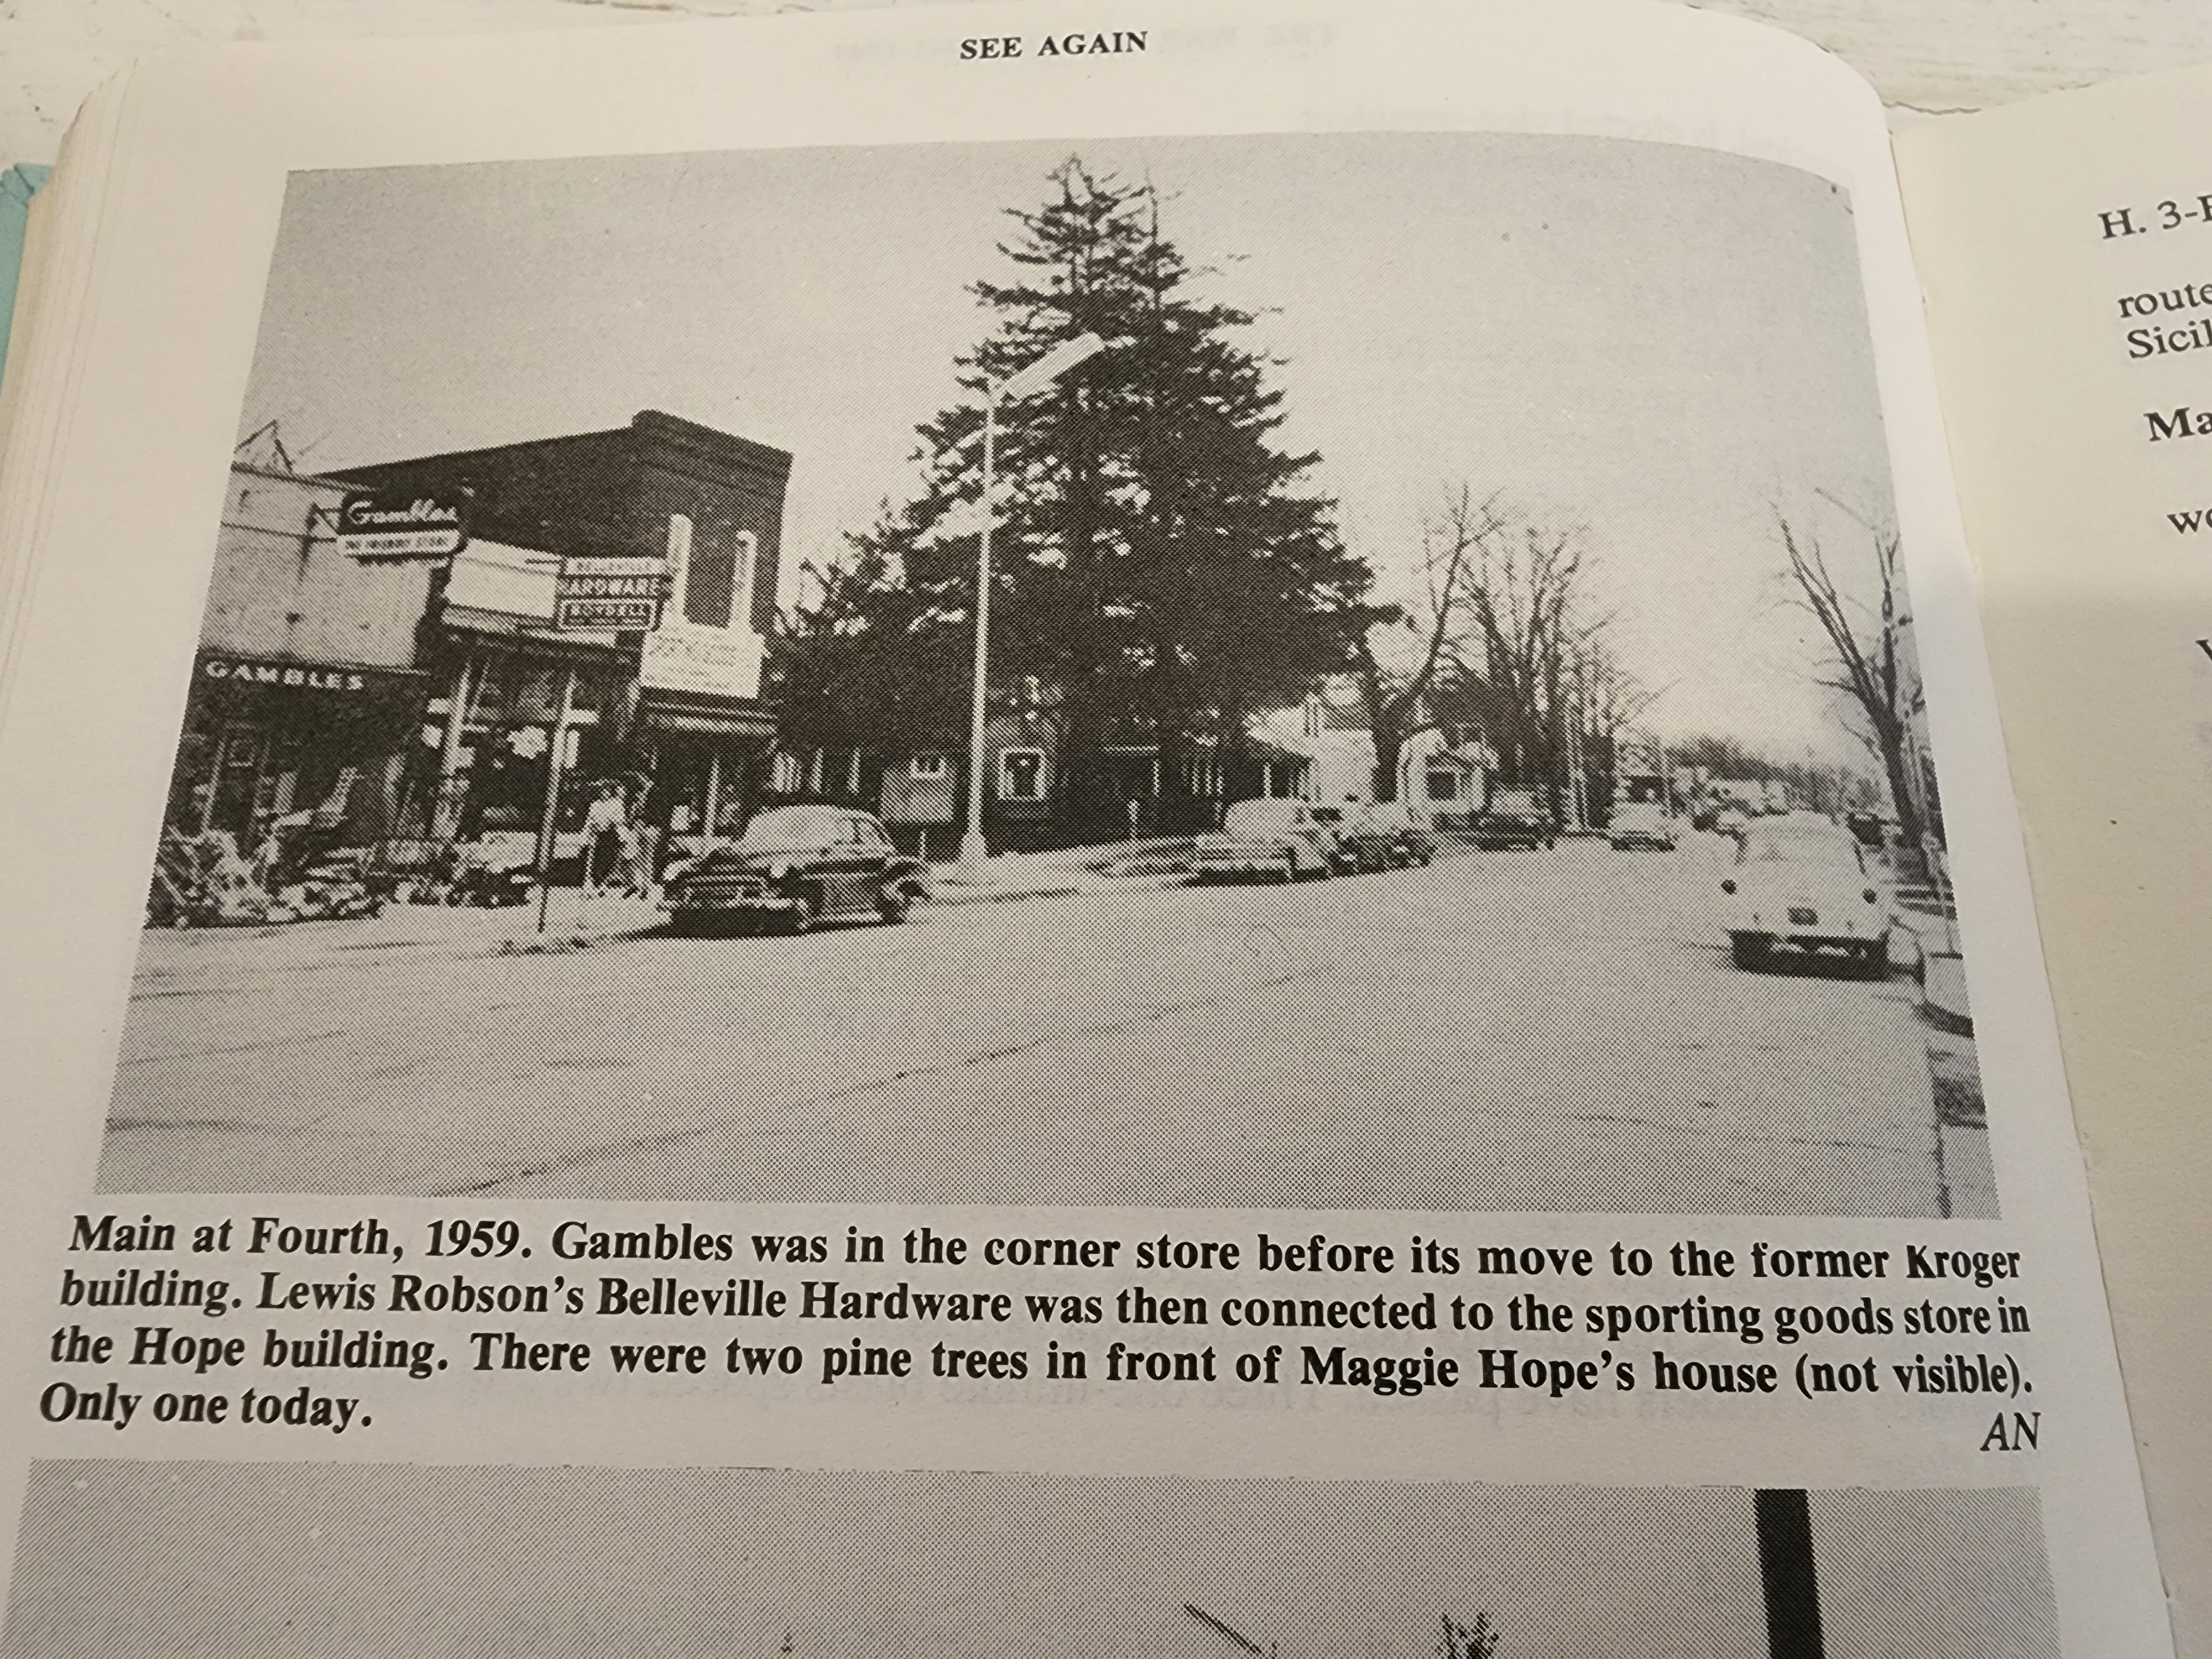 SEE AGAIN
Gambles
GAMBLES
HARDWARE
BOYDELL
Main at Fourth, 1959. Gambles was in the corner store before its move to the former Kroger
building. Lewis Robson's Belleville Hardware was then connected to the sporting goods store in
the Hope building. There were two pine trees in front of Maggie Hope's house (not visible).
Only one today.
AN
H. 3-
route
Sicil
Ma